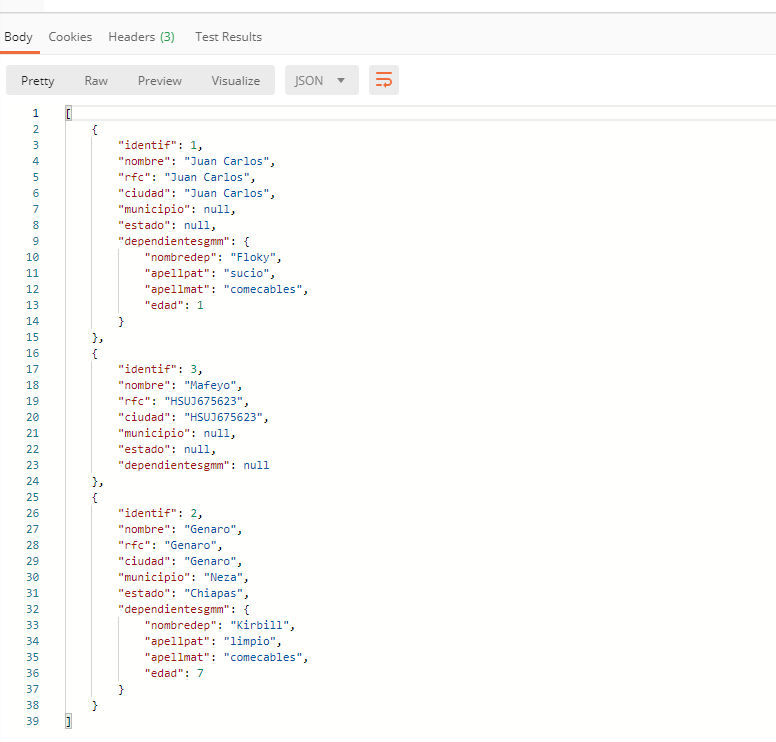 Body Cookies Headers (3) Test Results
Pretty Raw Preview Visualize JSON
1 [
2 {
3 "identif": 1,
4 "nombre": "Juan Carlos",
5 "rfc": "Juan Carlos",
6 "ciudad": "Juan Carlos",
7 "municipio": null,
8 "estado": null,
9 "dependientesgmm": {
10 "nombredep": "Floky",
11 "apellpat": "sucio",
12 "apellmat": "comecables",
13 "edad": 1
14 }
15 },
16 {
17 "identif": 3,
18 "nombre": "Mafeyo",
19 "rfc": "HSUJ675623",
20 "ciudad": "HSUJ675623",
21 "municipio": null,
22 "estado": null,
23 "dependientesgmm": null
24 },
25 {
26 "identif": 2,
27 "nombre": "Genaro",
28 "rfc": "Genaro",
29 "ciudad": "Genaro",
30 "municipio": "Neza",
31 "estado": "Chiapas",
32 "dependientesgmm": {
33 "nombredep": "Kirbill",
34 "apellpat": "limpio",
35 "apellmat": "comecables",
36 "edad": 7
37 }
38 }
39 ]